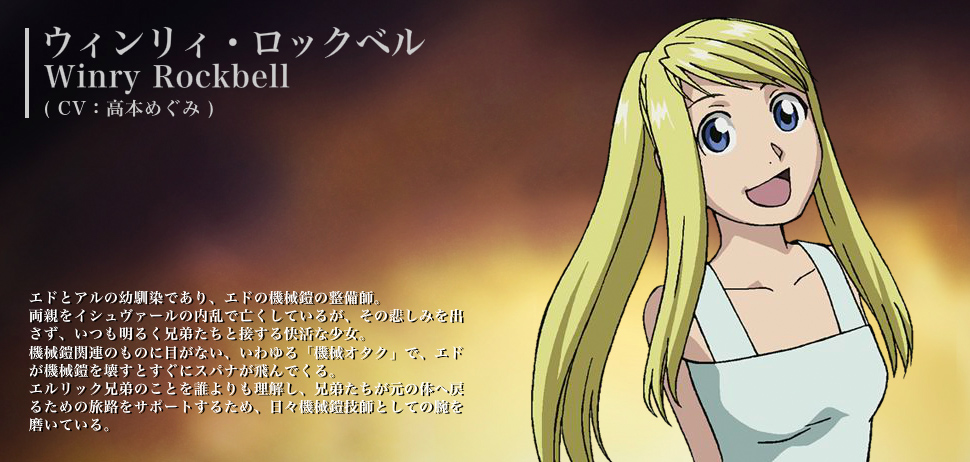 ウィンリィ・ロックベル
Winry Rockbell
( CV：高本めぐみ )
エドとアルの幼馴染であり、エドの機械鎧の整備師。
両親をイシュヴァールの内乱で亡くしているが、その悲しみを出
さず、いつも明るく兄弟たちと接する快活な少女。
機械鎧関連のものに目がない、いわゆる「機械オタク」で、エド
が機械鎧を壊すとすぐにスパナが飛んでくる。
エルリック兄弟のことを誰よりも理解し、兄弟たちが元の体へ戻
るための旅路をサポートするため、日々機械鎧技師としての腕を
磨いている。